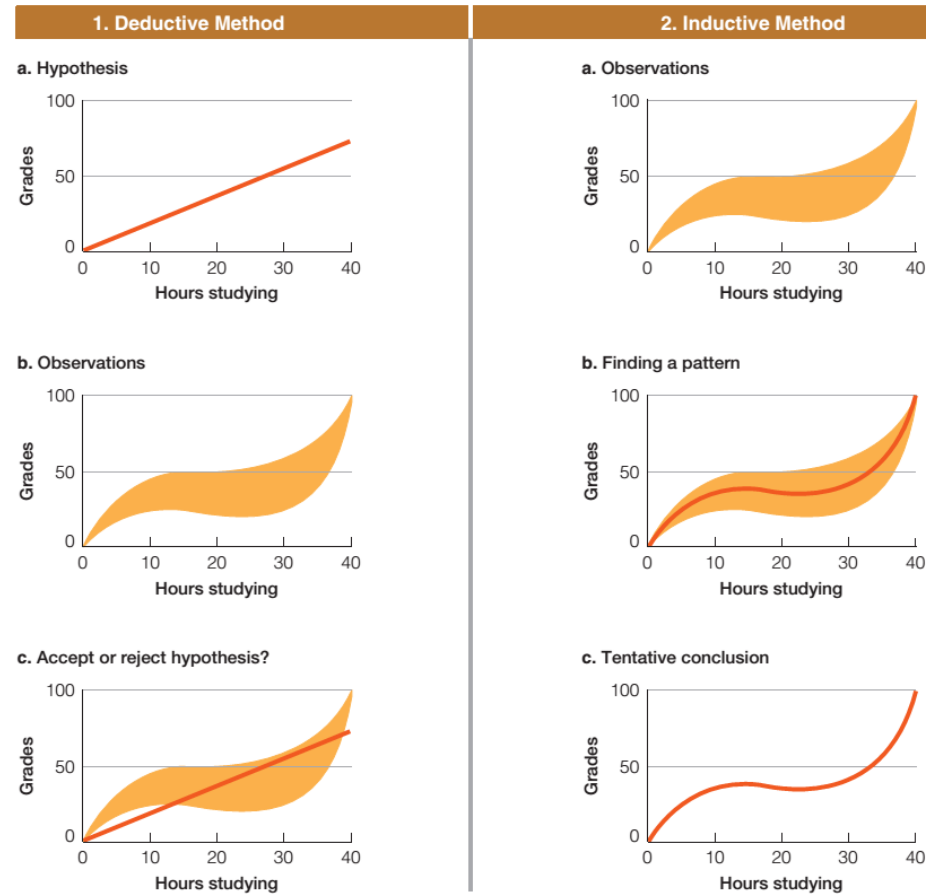 1. Deductive Method
a. Hypothesis
100
50
0
Grades
0 10 20 30 40
Hours studying
b. Observations
100
50
0
Grades
0 10 20 30 40
Hours studying
c. Accept or reject hypothesis?
100
50
0
Grades
0 10 20 30 40
Hours studying
2. Inductive Method
a. Observations
100
50
0
Grades
0 10 20 30 40
Hours studying
b. Finding a pattern
100
50
0
Grades
0 10 20 30 40
Hours studying
c. Tentative conclusion
100
50
0
Grades
0 10 20 30 40
Hours studying